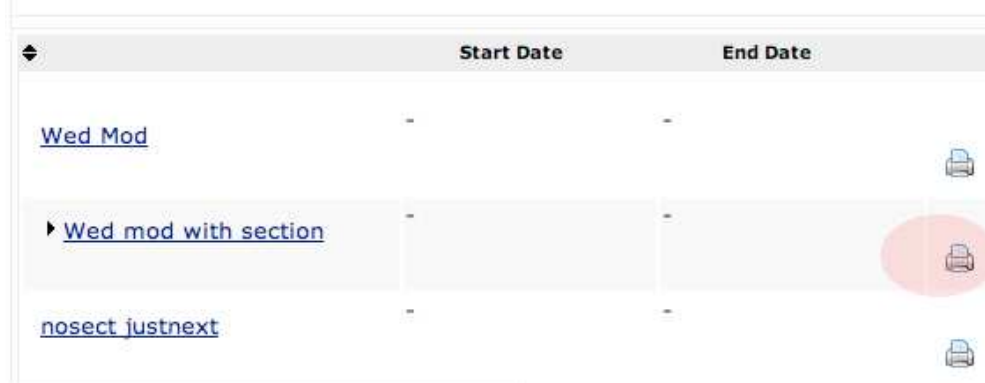 Start Date End Date
Wed Mod - -
Wed mod with section - -
nosect justnext - -